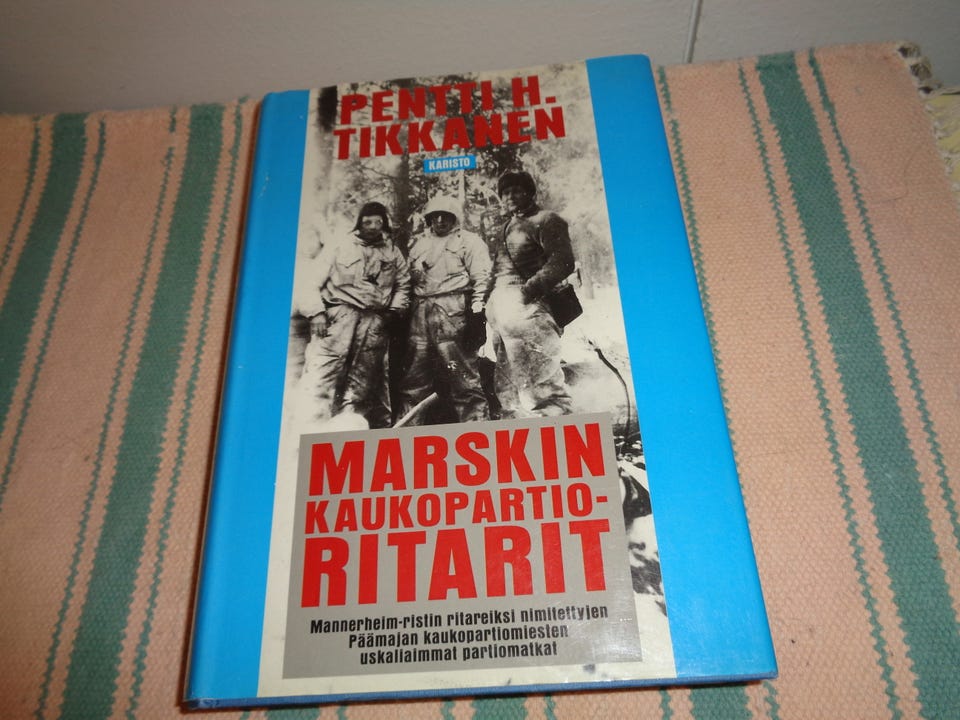 PENTTI H.
TIKKANEN
KARISTO
MARSKIN
KAUKOPARTIO-
RITARIT
Mannerheim-ristin ritareiksi nimitettyjen
Päämajan kaukopartiomiesten
uskaliaimmat partiomatkat